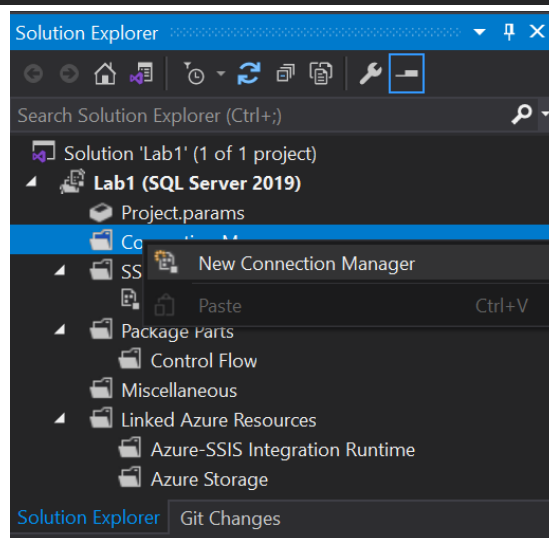 Solution Explorer
Search Solution Explorer (Ctrl+;)
Solution 'Lab1' (1 of 1 project)
Lab1 (SQL Server 2019)
Project.params
New Connection Manager
SS
Paste Ctrl+V
Package Parts
Control Flow
Miscellaneous
Linked Azure Resources
Azure-SSIS Integration Runtime
Azure Storage
Solution Explorer Git Changes